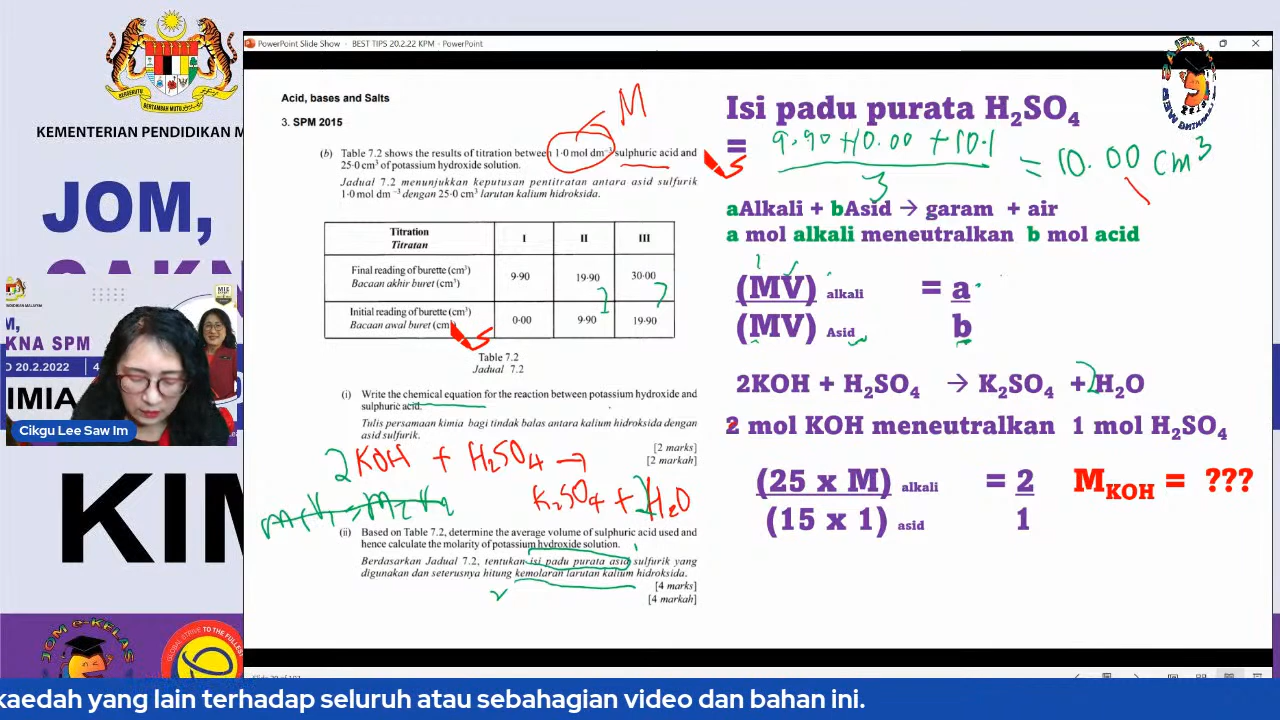 PowerPoint Slide Show - BEST TIPS 20.2.22 KPM - PowerPoint
KEMENTERIAN PENDIDIKAN M
JOM,
KNA SPM
O 20.2.2022
KIMIA
Cikgu Lee Saw Im
KIM
JOM e-KELAS
GLOBAL STRIVE TO THE FULLES
Acid, bases and Salts
3. SPM 2015
M
(b) Table 7.2 shows the results of titration between 1·0 mol dm⁻³ sulphuric acid and
25·0 cm³ of potassium hydroxide solution.
Jadual 7.2 menunjukkan keputusan pentitratan antara asid sulfurik
1·0 mol dm⁻³ dengan 25·0 cm³ larutan kalium hidroksida.
Titration I II III
Titratan
Final reading of burette (cm³) 9·90 19·90 30·00
Bacaan akhir buret (cm³)
Initial reading of burette (cm³) 0·00 9·90 19·90
Bacaan awal buret (cm³)
Table 7.2
Jadual 7.2
(i) Write the chemical equation for the reaction between potassium hydroxide and
sulphuric acid.
Tulis persamaan kimia bagi tindak balas antara kalium hidroksida dengan
asid sulfurik.
[2 marks]
[2 markah]
2KOH + H₂SO₄ →
K₂SO₄ + 2H₂O
M₁V₁ = M₂V₂
(ii) Based on Table 7.2, determine the average volume of sulphuric acid used and
hence calculate the molarity of potassium hydroxide solution.
Berdasarkan Jadual 7.2, tentukan isi padu purata asid sulfurik yang
digunakan dan seterusnya hitung kemolaran larutan kalium hidroksida.
[4 marks]
[4 markah]
Isi padu purata H₂SO₄
= 9.90 + 10.00 + 10.1 = 10.00 cm³
3
aAlkali + bAsid → garam + air
a mol alkali meneutralkan b mol acid
(MV) alkali = a
(MV) Asid b
2KOH + H₂SO₄ → K₂SO₄ + 2H₂O
2 mol KOH meneutralkan 1 mol H₂SO₄
(25 x M) alkali = 2 M KOH = ???
(15 x 1) asid 1
kaedah yang lain terhadap seluruh atau sebahagian video dan bahan ini.